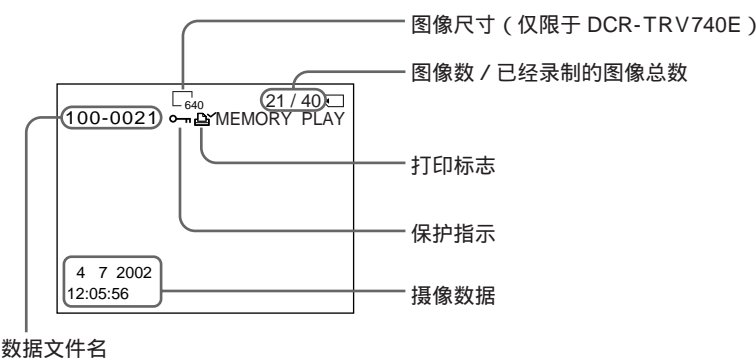 图像尺寸(仅限于 DCR-TRV740E)
图像数 / 已经录制的图像总数
640
21 / 40
100-0021
MEMORY PLAY
打印标志
保护指示
4 7 2002
12:05:56
摄像数据
数据文件名